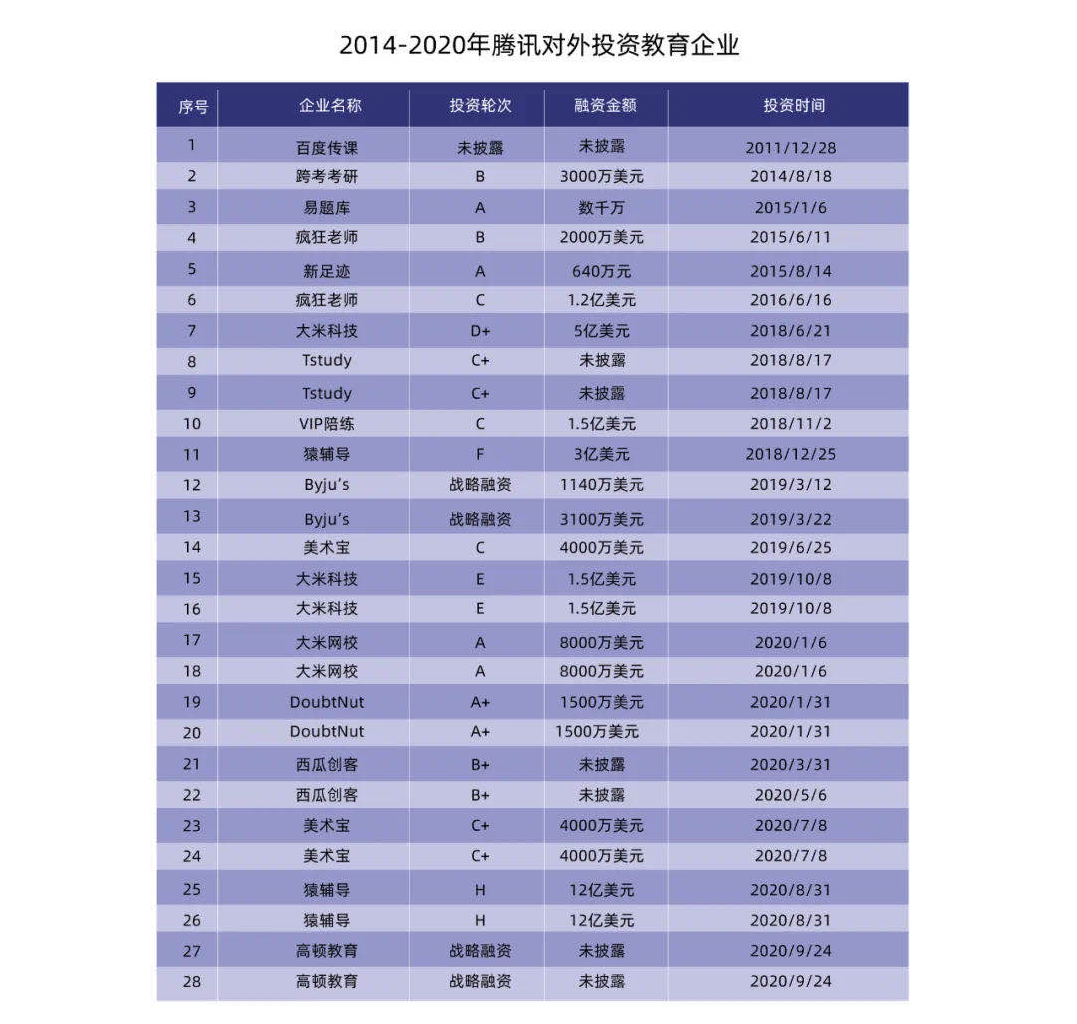 2014-2020年腾讯对外投资教育企业
序号 企业名称 投资轮次 融资金额 投资时间
1 百度传课 未披露 未披露 2011/12/28
2 跨考考研 B 3000万美元 2014/8/18
3 易题库 A 数千万 2015/1/6
4 疯狂老师 B 2000万美元 2015/6/11
5 新足迹 A 640万元 2015/8/14
6 疯狂老师 C 1.2亿美元 2016/6/16
7 大米科技 D+ 5亿美元 2018/6/21
8 Tstudy C+ 未披露 2018/8/17
9 Tstudy C+ 未披露 2018/8/17
10 VIP陪练 C 1.5亿美元 2018/11/2
11 猿辅导 F 3亿美元 2018/12/25
12 Byju’s 战略融资 1140万美元 2019/3/12
13 Byju’s 战略融资 3100万美元 2019/3/22
14 美术宝 C 4000万美元 2019/6/25
15 大米科技 E 1.5亿美元 2019/10/8
16 大米科技 E 1.5亿美元 2019/10/8
17 大米网校 A 8000万美元 2020/1/6
18 大米网校 A 8000万美元 2020/1/6
19 DoubtNut A+ 1500万美元 2020/1/31
20 DoubtNut A+ 1500万美元 2020/1/31
21 西瓜创客 B+ 未披露 2020/3/31
22 西瓜创客 B+ 未披露 2020/5/6
23 美术宝 C+ 4000万美元 2020/7/8
24 美术宝 C+ 4000万美元 2020/7/8
25 猿辅导 H 12亿美元 2020/8/31
26 猿辅导 H 12亿美元 2020/8/31
27 高顿教育 战略融资 未披露 2020/9/24
28 高顿教育 战略融资 未披露 2020/9/24